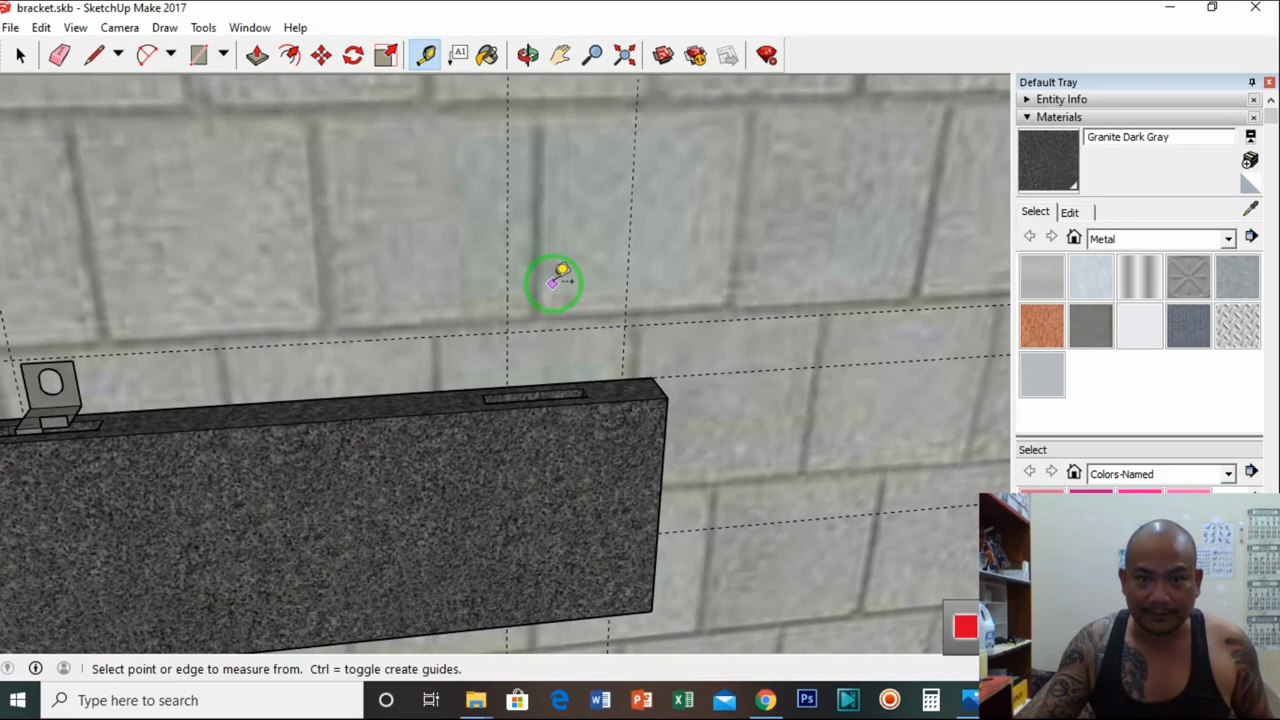 bracket.skb - SketchUp Make 2017
File Edit View Camera Draw Tools Window Help
A1
Default Tray
Entity Info
Materials
Granite Dark Gray
Select Edit
Metal
Select
Colors-Named
Select point or edge to measure from. Ctrl = toggle create guides.
Type here to search